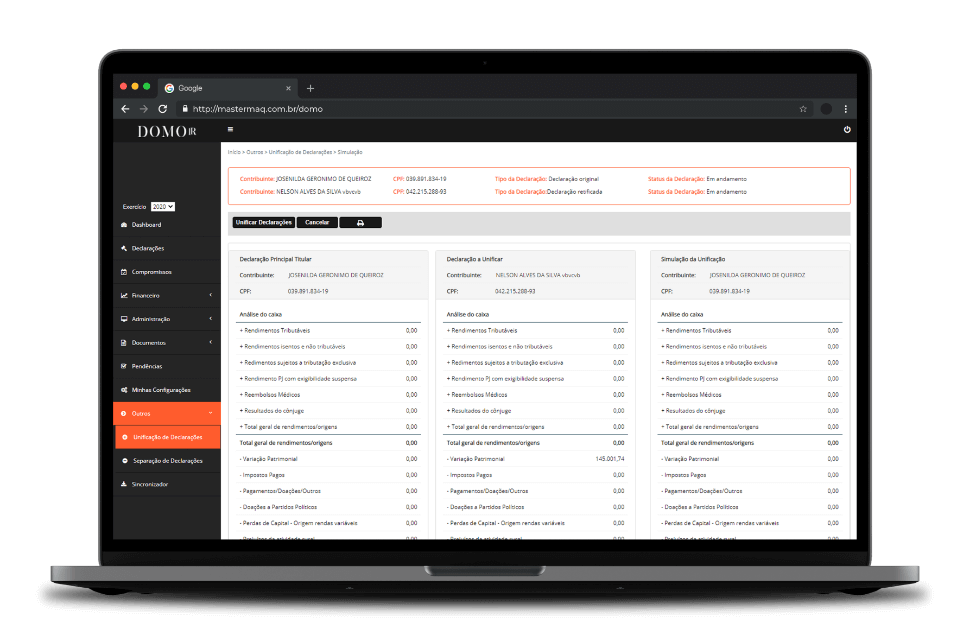 Google
http://mastermaq.com.br/domo
DOMO IR
Início > Outros > Unificação de Declarações > Simulação
Contribuinte: JOSENILDA GERONIMO DE QUEIROZ CPF: 039.891.834-19 Tipo da Declaração: Declaração original Status da Declaração: Em andamento
Contribuinte: NELSON ALVES DA SILVA vbvcvb CPF: 042.215.288-93 Tipo da Declaração: Declaração retificada Status da Declaração: Em andamento
Unificar Declarações Cancelar
Exercício 2020
Dashboard
Declarações
Compromissos
Financeiro
Administração
Documentos
Pendências
Minhas Configurações
Outros
Unificação de Declarações
Separação de Declarações
Sincronizador
Declaração Principal Titular
Contribuinte: JOSENILDA GERONIMO DE QUEIROZ
CPF: 039.891.834-19
Análise do caixa
+ Rendimentos Tributáveis 0,00
+ Rendimentos isentos e não tributáveis 0,00
+ Redimentos sujeitos a tributação exclusiva 0,00
+ Rendimento PJ com exigibilidade suspensa 0,00
+ Reembolsos Médicos 0,00
+ Resultados do cônjuge 0,00
+ Total geral de rendimentos/origens 0,00
Total geral de rendimentos/origens 0,00
- Variação Patrimonial 0,00
- Impostos Pagos 0,00
- Pagamentos/Doações/Outros 0,00
- Doações a Partidos Políticos 0,00
- Perdas de Capital - Origem rendas variáveis 0,00
Declaração a Unificar
Contribuinte: NELSON ALVES DA SILVA vbvcvb
CPF: 042.215.288-93
Análise do caixa
+ Rendimentos Tributáveis 0,00
+ Rendimentos isentos e não tributáveis 0,00
+ Redimentos sujeitos a tributação exclusiva 0,00
+ Rendimento PJ com exigibilidade suspensa 0,00
+ Reembolsos Médicos 0,00
+ Resultados do cônjuge 0,00
+ Total geral de rendimentos/origens 0,00
Total geral de rendimentos/origens 0,00
- Variação Patrimonial 145.001,74
- Impostos Pagos 0,00
- Pagamentos/Doações/Outros 0,00
- Doações a Partidos Políticos 0,00
- Perdas de Capital - Origem rendas variáveis 0,00
Simulação da Unificação
Contribuinte: JOSENILDA GERONIMO DE QUEIROZ
CPF: 039.891.834-19
Análise do caixa
+ Rendimentos Tributáveis 0,00
+ Rendimentos isentos e não tributáveis 0,00
+ Redimentos sujeitos a tributação exclusiva 0,00
+ Rendimento PJ com exigibilidade suspensa 0,00
+ Reembolsos Médicos 0,00
+ Resultados do cônjuge 0,00
+ Total geral de rendimentos/origens 0,00
Total geral de rendimentos/origens 0,00
- Variação Patrimonial 0,00
- Impostos Pagos 0,00
- Pagamentos/Doações/Outros 0,00
- Doações a Partidos Políticos 0,00
- Perdas de Capital - Origem rendas variáveis 0,00